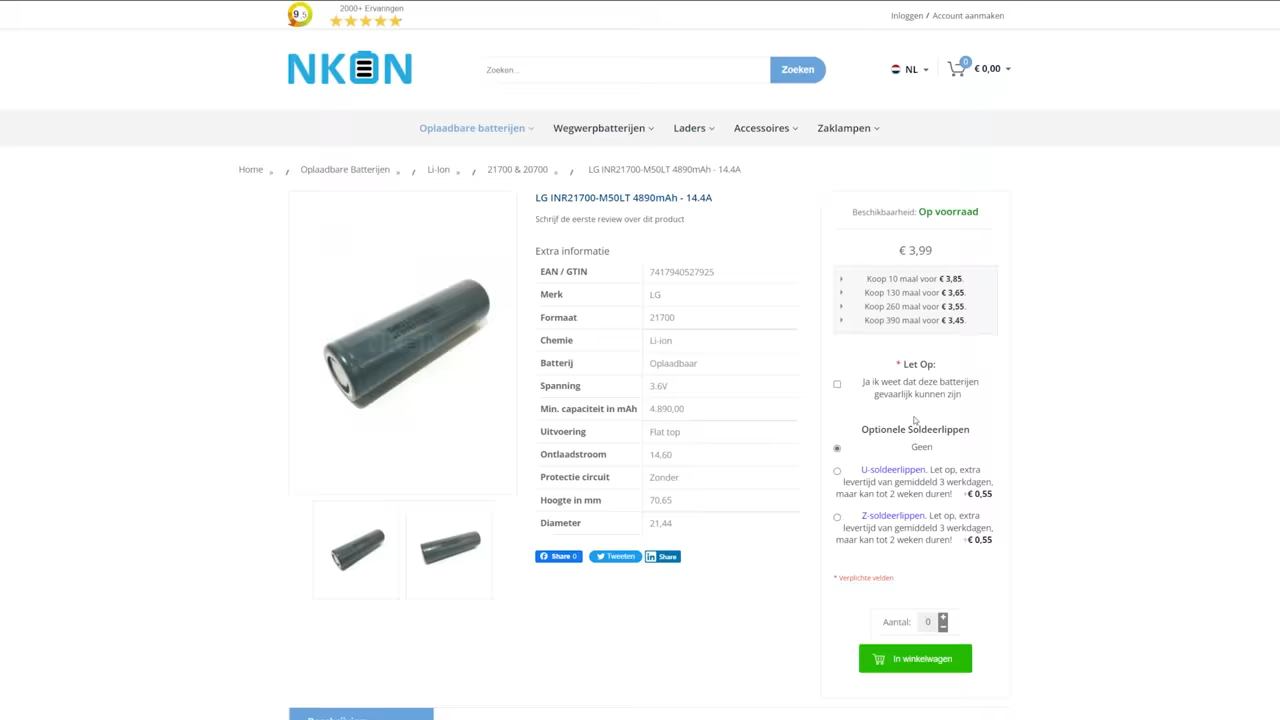 9.5
2000+ Ervaringen
Inloggen / Account aanmaken
NKON
Zoeken...
Zoeken
NL
0
€ 0,00
Oplaadbare batterijen
Wegwerpbatterijen
Laders
Accessoires
Zaklampen
Home / Oplaadbare Batterijen / Li-Ion / 21700 & 20700 / LG INR21700-M50LT 4890mAh - 14.4A
LG INR21700-M50LT 4890mAh - 14.4A
Schrijf de eerste review over dit product
Extra informatie
EAN / GTIN 7417940527925
Merk LG
Formaat 21700
Chemie Li-ion
Batterij Oplaadbaar
Spanning 3.6V
Min. capaciteit in mAh 4.890,00
Uitvoering Flat top
Ontlaadstroom 14,60
Protectie circuit Zonder
Hoogte in mm 70,65
Diameter 21,44
Share 0
Tweeten
Share
Beschikbaarheid: Op voorraad
€ 3,99
Koop 10 maal voor € 3,85.
Koop 130 maal voor € 3,65.
Koop 260 maal voor € 3,55.
Koop 390 maal voor € 3,45.
* Let Op:
Ja ik weet dat deze batterijen
gevaarlijk kunnen zijn
Optionele Soldeerlippen
Geen
U-soldeerlippen. Let op, extra
levertijd van gemiddeld 3 werkdagen,
maar kan tot 2 weken duren! +€ 0,55
Z-soldeerlippen. Let op, extra
levertijd van gemiddeld 3 werkdagen,
maar kan tot 2 weken duren! +€ 0,55
* Verplichte velden
Aantal: 0
In winkelwagen